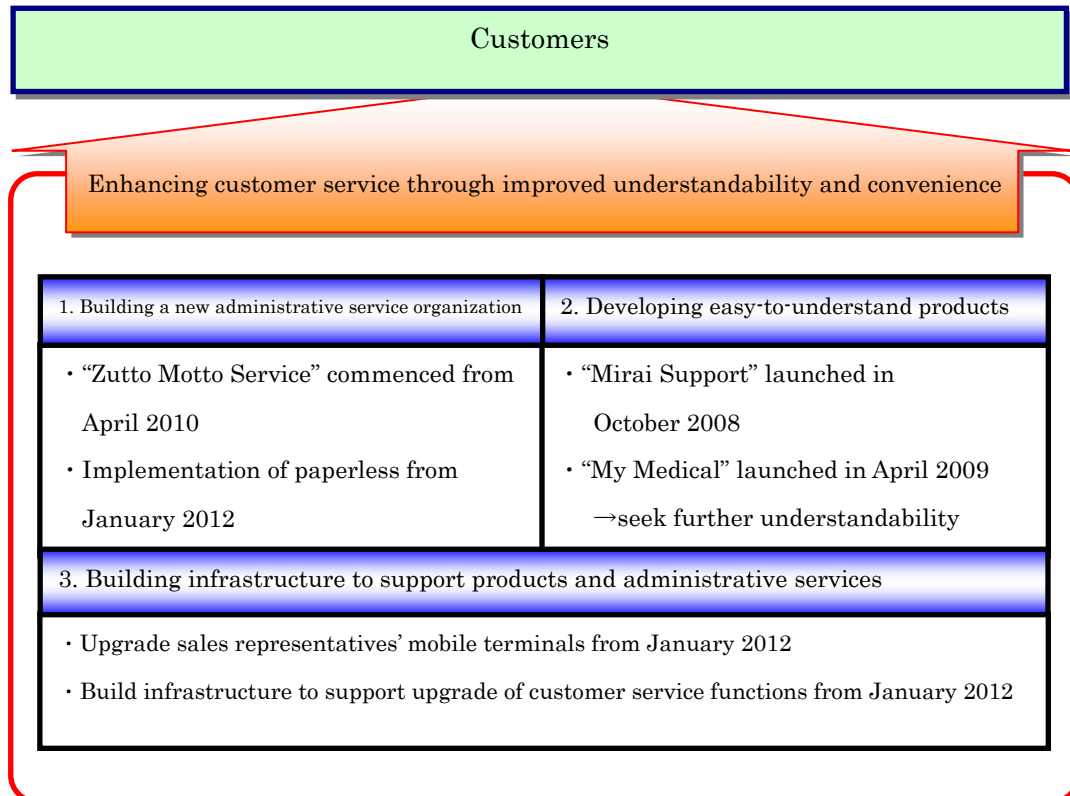 Customers
Enhancing customer service through improved understandability and convenience
1. Building a new administrative service organization
2. Developing easy-to-understand products
・“Zutto Motto Service” commenced from
April 2010
・Implementation of paperless from
January 2012
・“Mirai Support” launched in
October 2008
・“My Medical” launched in April 2009
→seek further understandability
3. Building infrastructure to support products and administrative services
・Upgrade sales representatives’ mobile terminals from January 2012
・Build infrastructure to support upgrade of customer service functions from January 2012